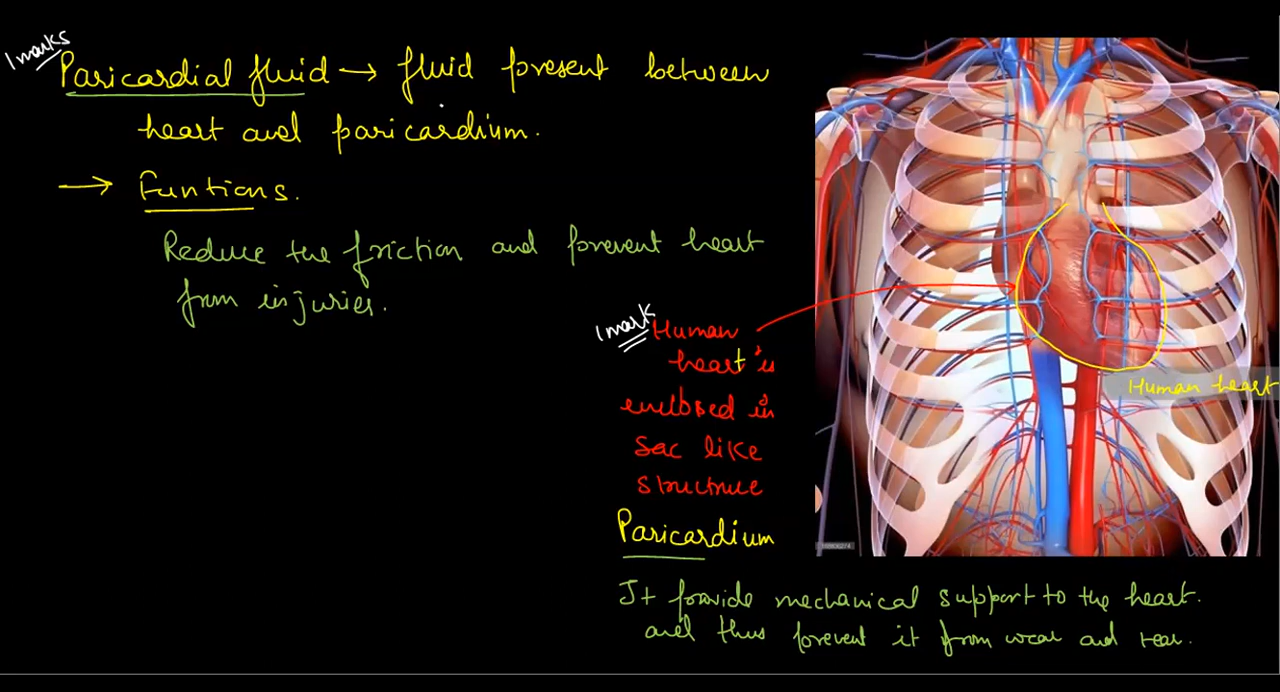 1 marks
Paricardial fluid → fluid present between
heart and paricardium.
→ Funtions.
Reduce the friction and prevent heart
from injuries.
1 mark
Human
heart is
enclosed in
sac like
structrue
Paricardium
It provide mechanical support to the heart.
and thus prevent it from wear and tear.
Human heart